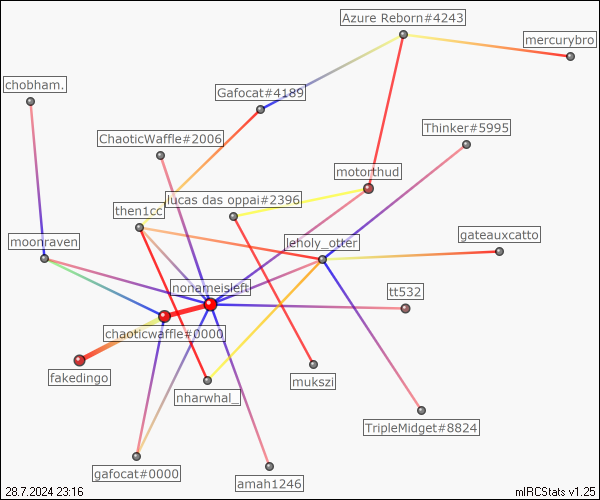 Azure Reborn#4243
mercurybro
chobham.
Gafocat#4189
Thinker#5995
ChaoticWaffle#2006
motorthud
lucas das oppai#2396
then1cc
moonraven
leholy_otter
gateauxcatto
nonameisleft
tt532
chaoticwaffle#0000
fakedingo
mukszi
nharwhal_
TripleMidget#8824
gafocat#0000
amah1246
28.7.2024 23:16
mIRCStats v1.25